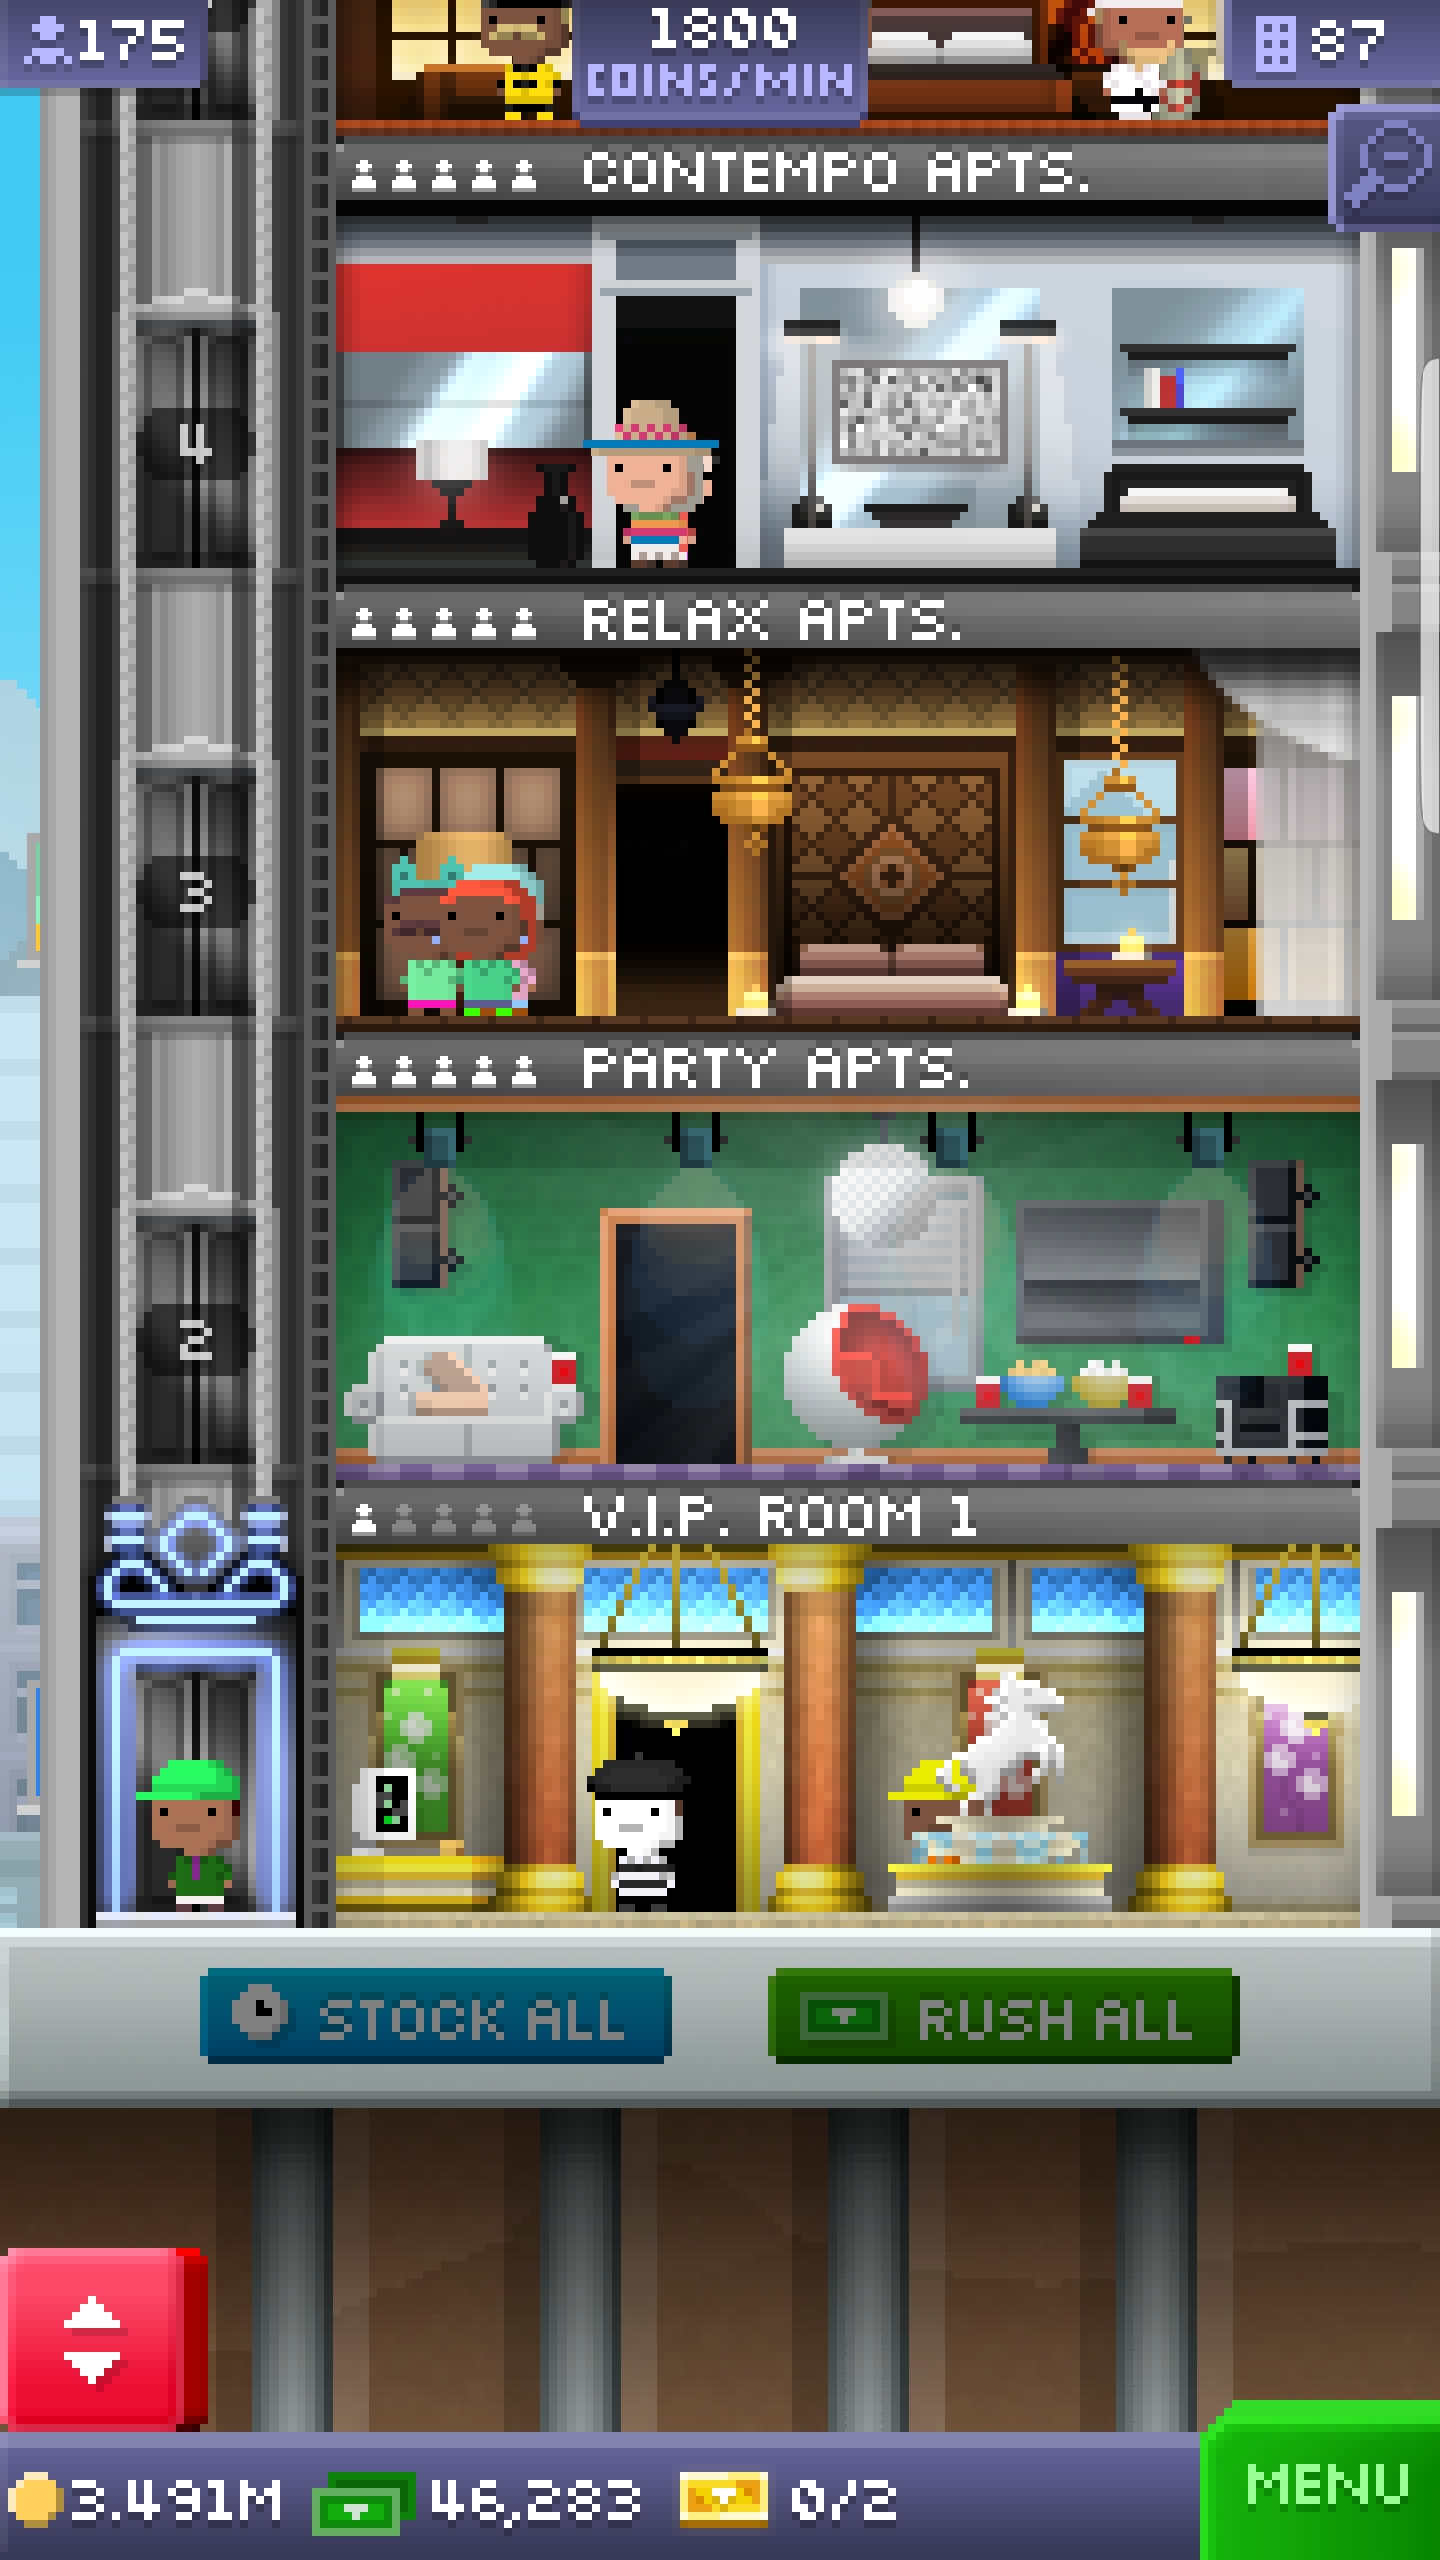 175
1800
COINS/MIN
87
CONTEMPO APTS.
4
RELAX APTS.
3
PARTY APTS.
2
V.I.P. ROOM 1
STOCK ALL
RUSH ALL
3.491M
46,283
0/2
MENU